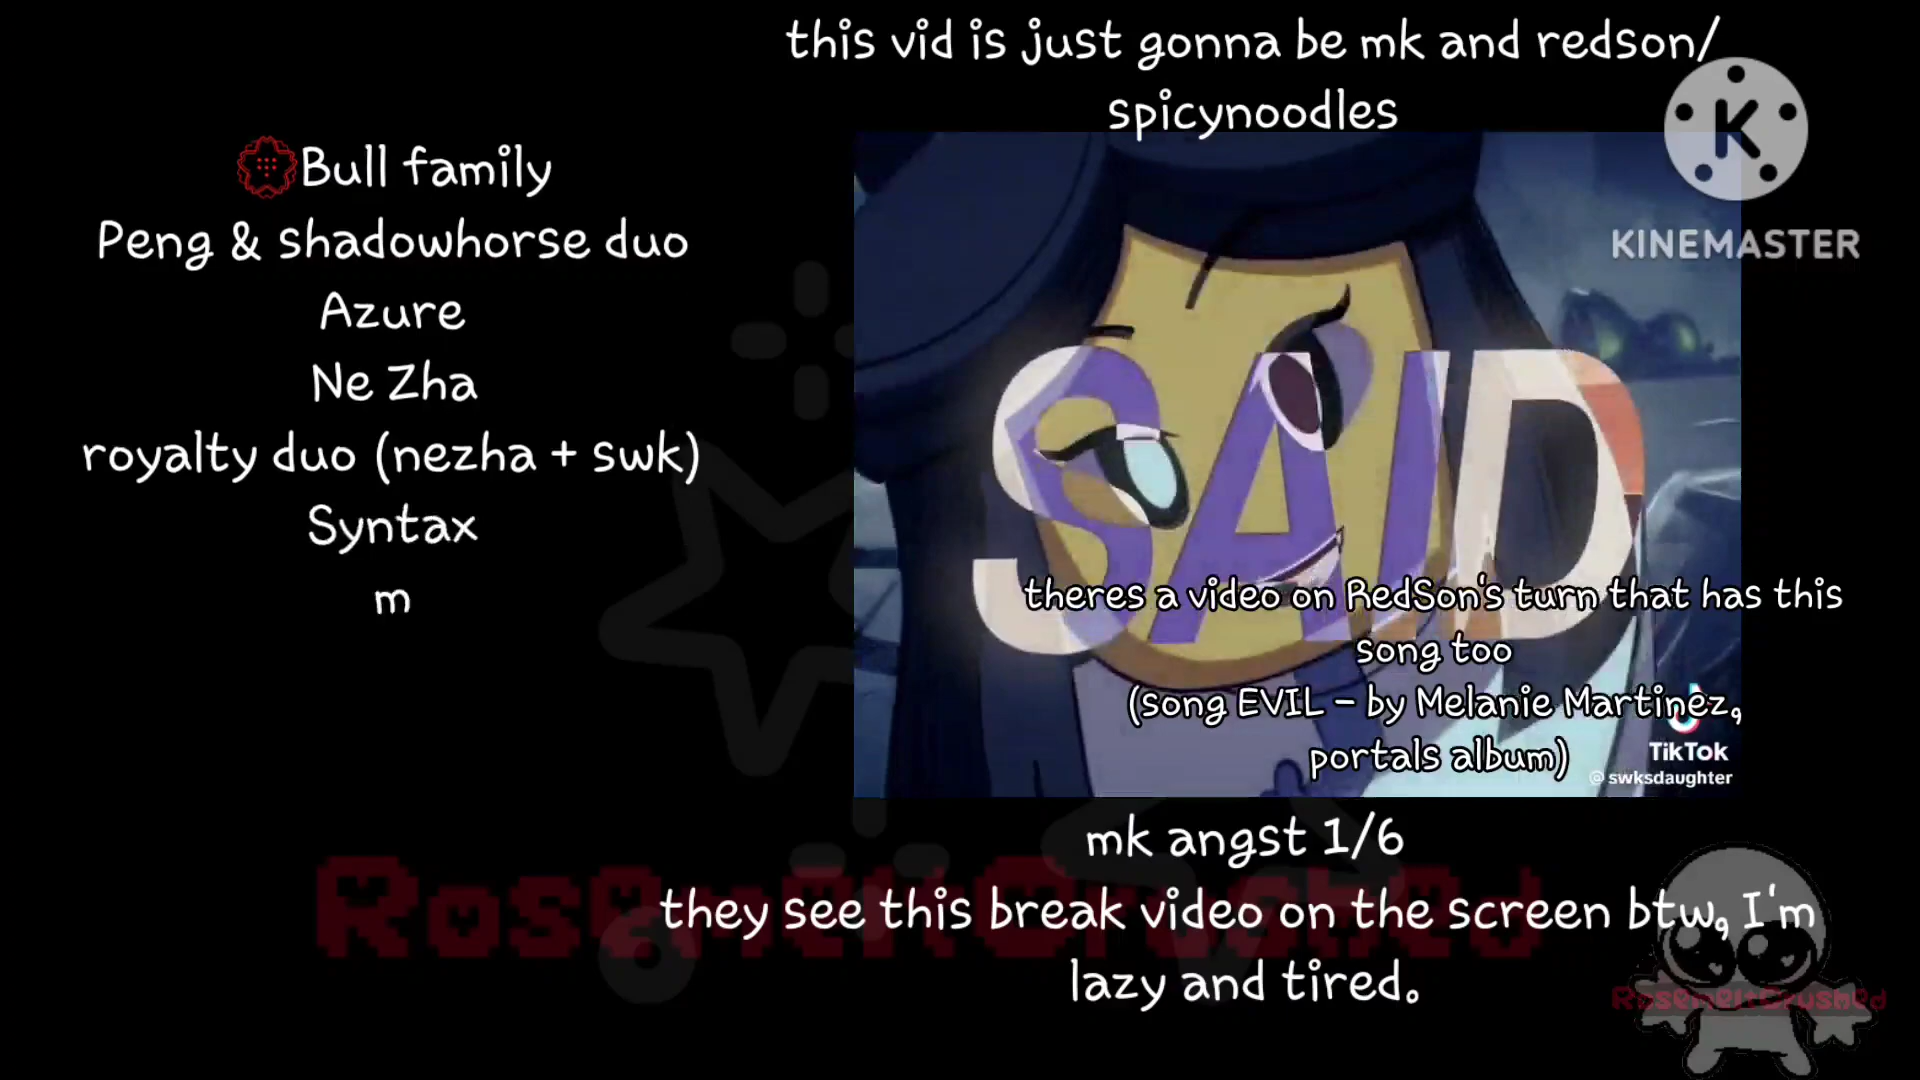 this vid is just gonna be mk and redson/
spicynoodles
K
KINEMASTER
Bull family
Peng & shadowhorse duo
Azure
Ne Zha
royalty duo (nezha + swk)
Syntax
m
SAID
theres a video on RedSon's turn that has this
song too
(song EVIL - by Melanie Martinez,
portals album)
TikTok
@ swksdaughter
mk angst 1/6
they see this break video on the screen btw, I'm
lazy and tired.
RosemeltCrushed
RosemeltCrushed